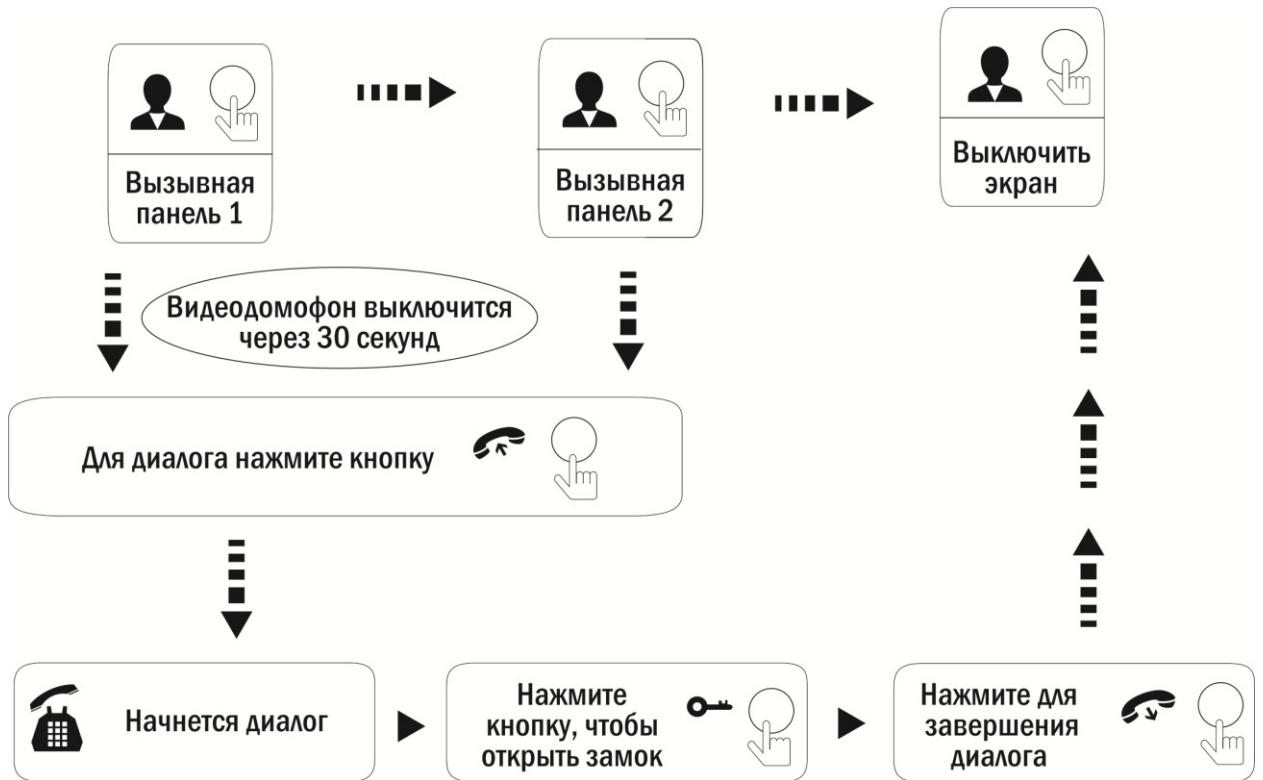 Вызывная
панель 1
Вызывная
панель 2
Выключить
экран
Видеодомофон выключится
через 30 секунд
Для диалога нажмите кнопку
Начнется диалог
Нажмите
кнопку, чтобы
открыть замок
Нажмите для
завершения
диалога